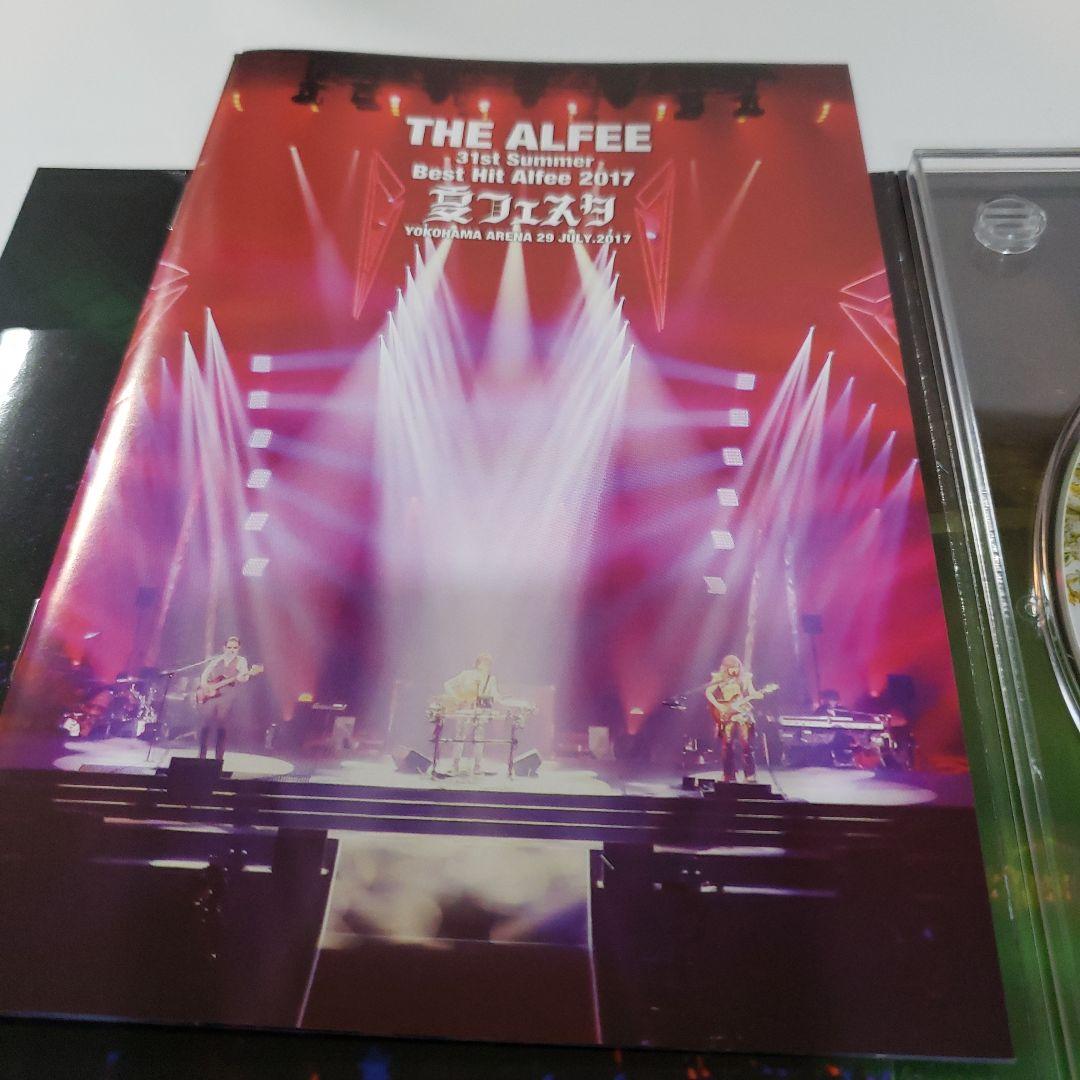 THE ALFEE
31st Summer
Best Hit Alfee 2017
夏フェスタ
YOKOHAMA ARENA 29 JULY.2017